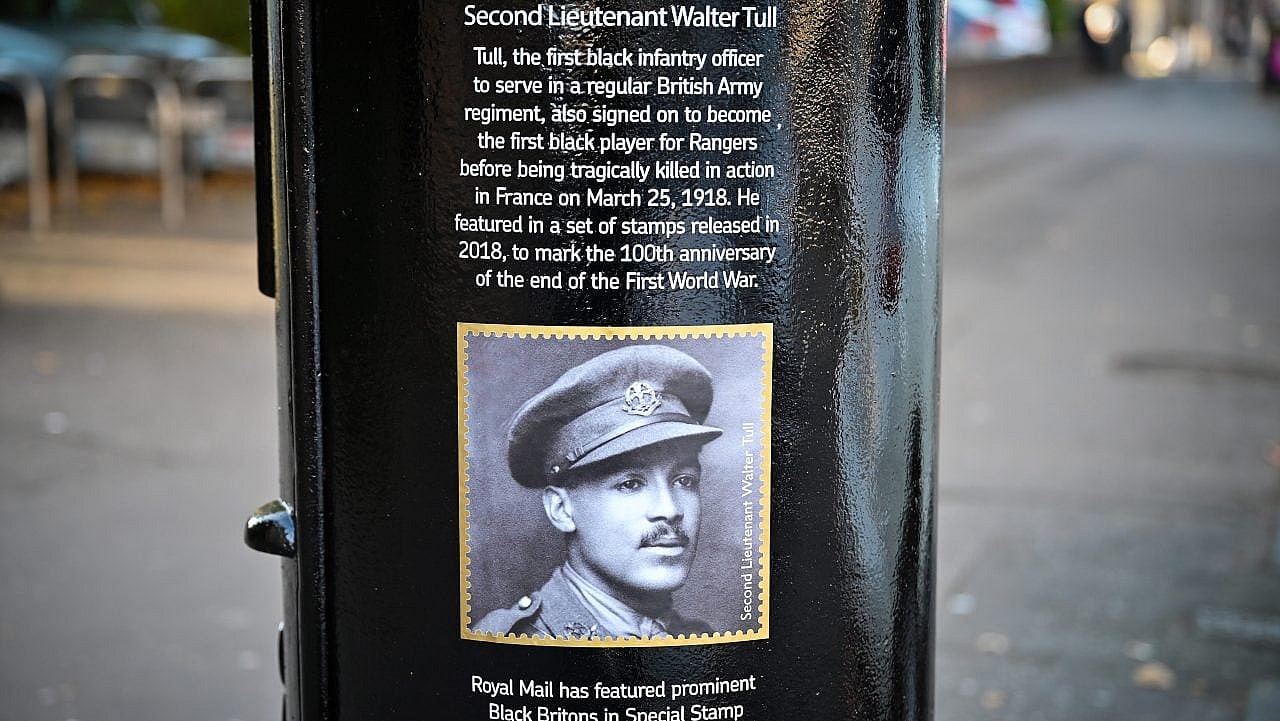 Second Lieutenant Walter Tull
Tull, the first black infantry officer
to serve in a regular British Army
regiment, also signed on to become
the first black player for Rangers
before being tragically killed in action
in France on March 25, 1918. He
featured in a set of stamps released in
2018, to mark the 100th anniversary
of the end of the First World War.
Second Lieutenant Walter Tull
Royal Mail has featured prominent
Black Britons in Special Stamp